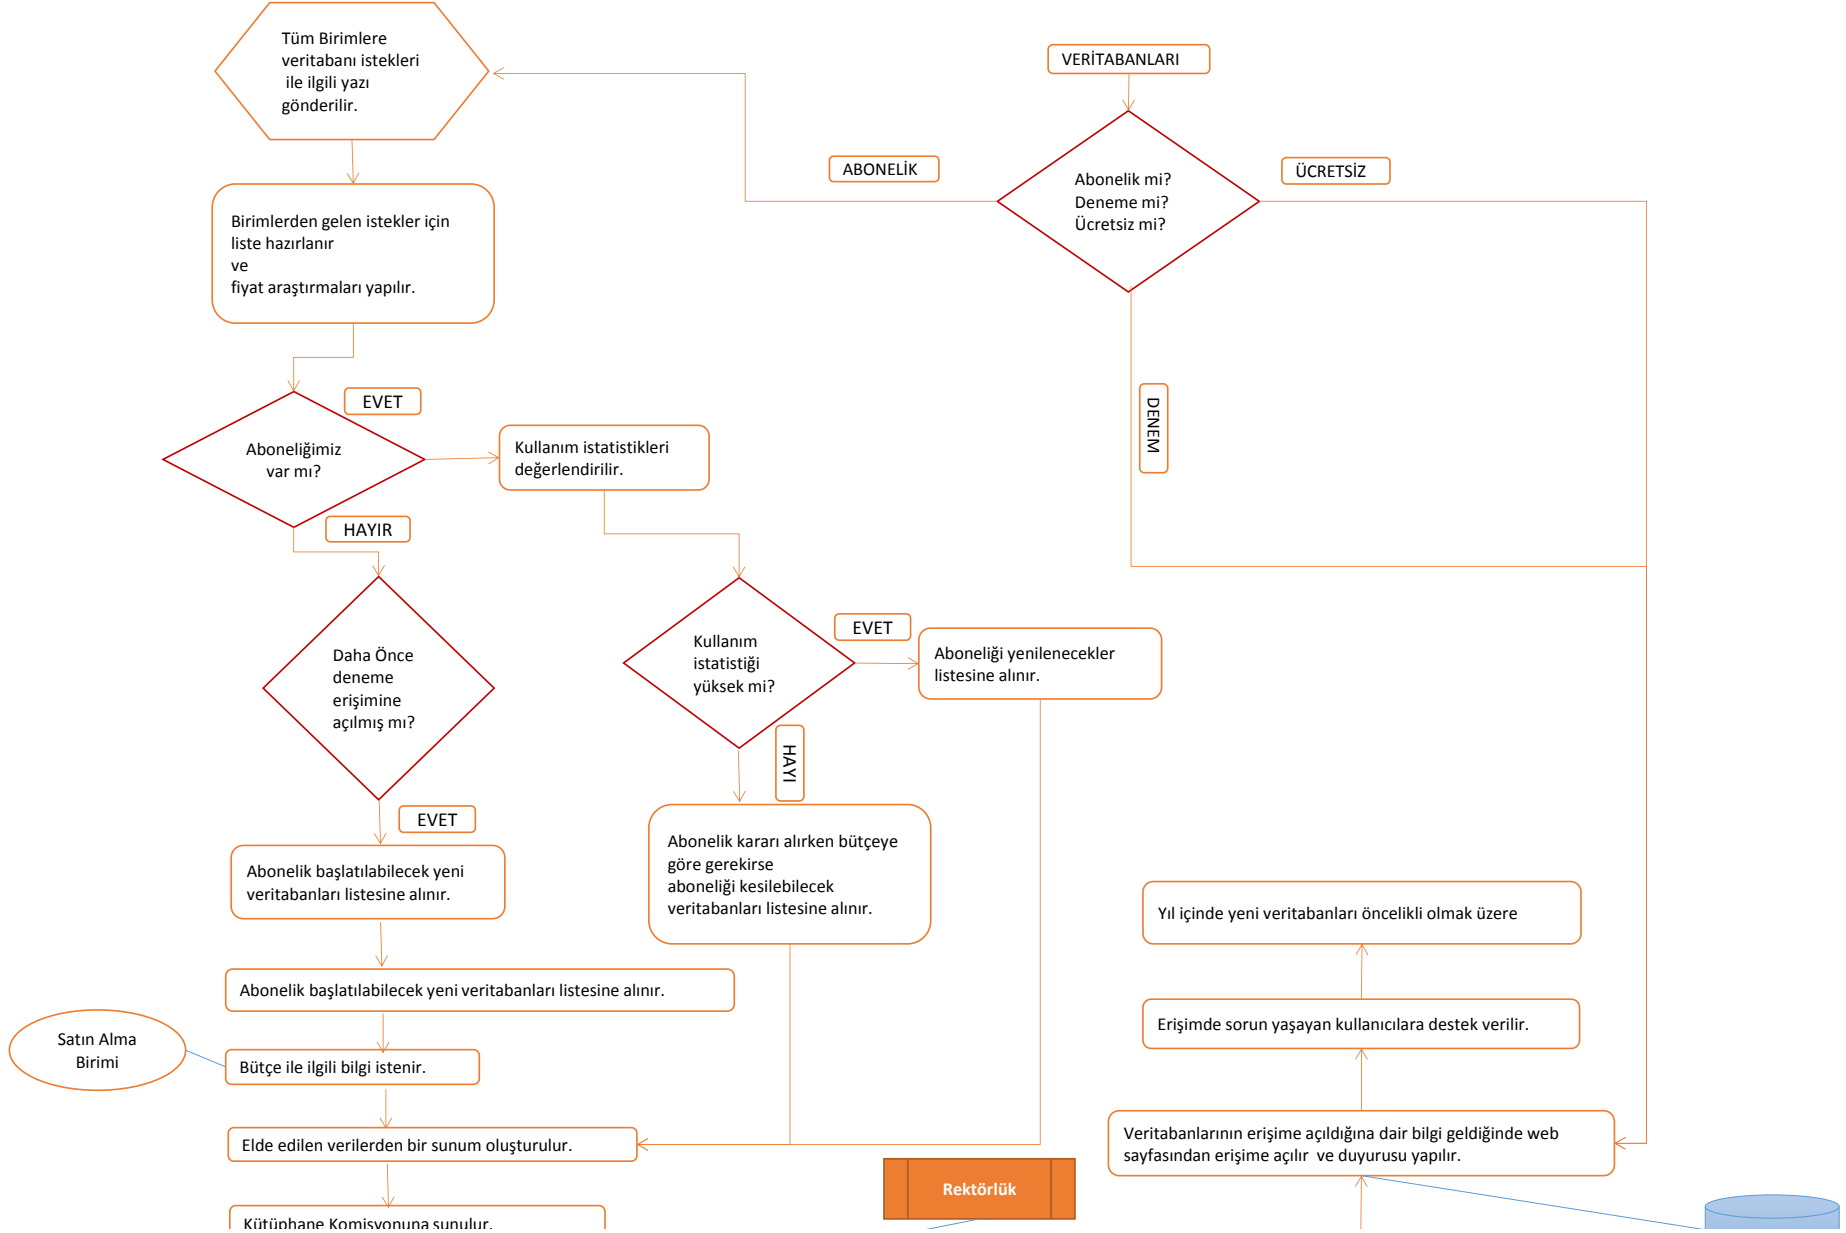 Tüm Birimlere
veritabanı istekleri
ile ilgili yazı
gönderilir.
VERİTABANLARI
ABONELİK
ÜCRETSİZ
Abonelik mi?
Deneme mi?
Ücretsiz mi?
Birimlerden gelen istekler için
liste hazırlanır
ve
fiyat araştırmaları yapılır.
EVET
DENEM
Aboneliğimiz
var mı?
Kullanım istatistikleri
değerlendirilir.
HAYIR
Daha Önce
deneme
erişimine
açılmış mı?
Kullanım
istatistiği
yüksek mi?
EVET
Aboneliği yenilenecekler
listesine alınır.
HAYI
EVET
Abonelik başlatılabilecek yeni
veritabanları listesine alınır.
Abonelik kararı alırken bütçeye
göre gerekirse
aboneliği kesilebilecek
veritabanları listesine alınır.
Yıl içinde yeni veritabanları öncelikli olmak üzere
Abonelik başlatılabilecek yeni veritabanları listesine alınır.
Erişimde sorun yaşayan kullanıcılara destek verilir.
Satın Alma
Birimi
Bütçe ile ilgili bilgi istenir.
Elde edilen verilerden bir sunum oluşturulur.
Veritabanlarının erişime açıldığına dair bilgi geldiğinde web
sayfasından erişime açılır ve duyurusu yapılır.
Rektörlük
Kütüphane Komisyonuna sunulur.